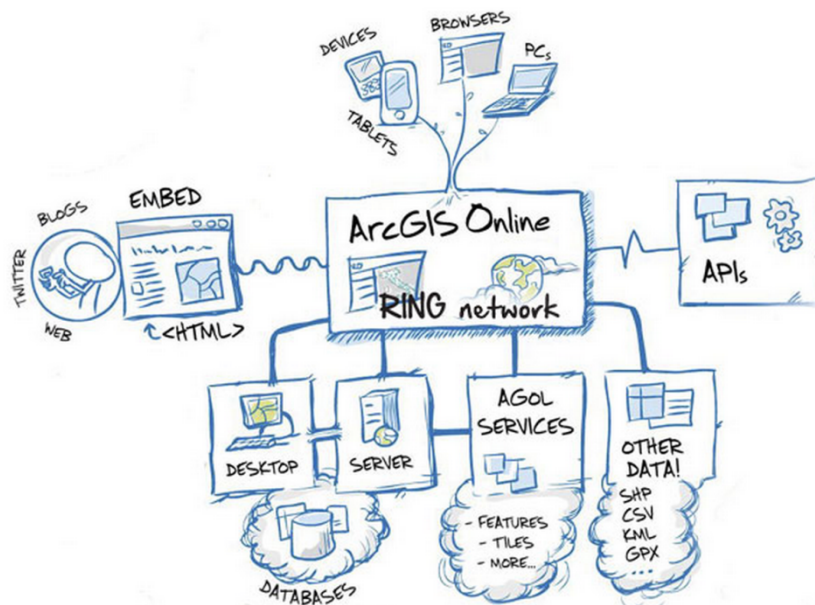 DEVICES
TABLETS
BROWSERS
PCs
BLOGS
TWITTER
WEB
EMBED
<HTML>
ArcGIS Online
RING network
APIs
DESKTOP
SERVER
DATABASES
AGOL
SERVICES
- FEATURES
- TILES
- MORE...
OTHER
DATA!
SHP
CSV
KML
GPX
...